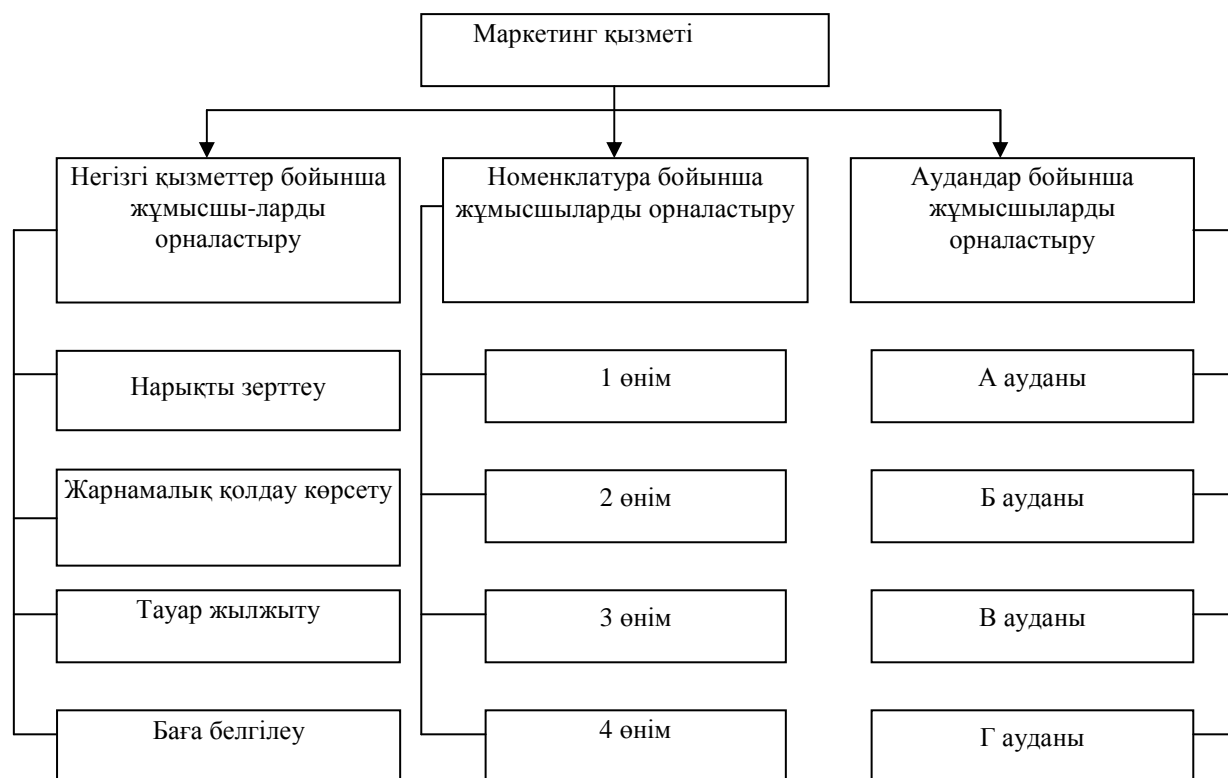 Маркетинг қызметі
Негізгі қызметтер бойынша
жұмысшы-ларды
орналастыру
Номенклатура бойынша
жұмысшыларды орналастыру
Аудандар бойынша
жұмысшыларды
орналастыру
Нарықты зерттеу
1 өнім
А ауданы
Жарнамалық қолдау көрсету
2 өнім
Б ауданы
Тауар жылжыту
3 өнім
В ауданы
Баға белгілеу
4 өнім
Г ауданы